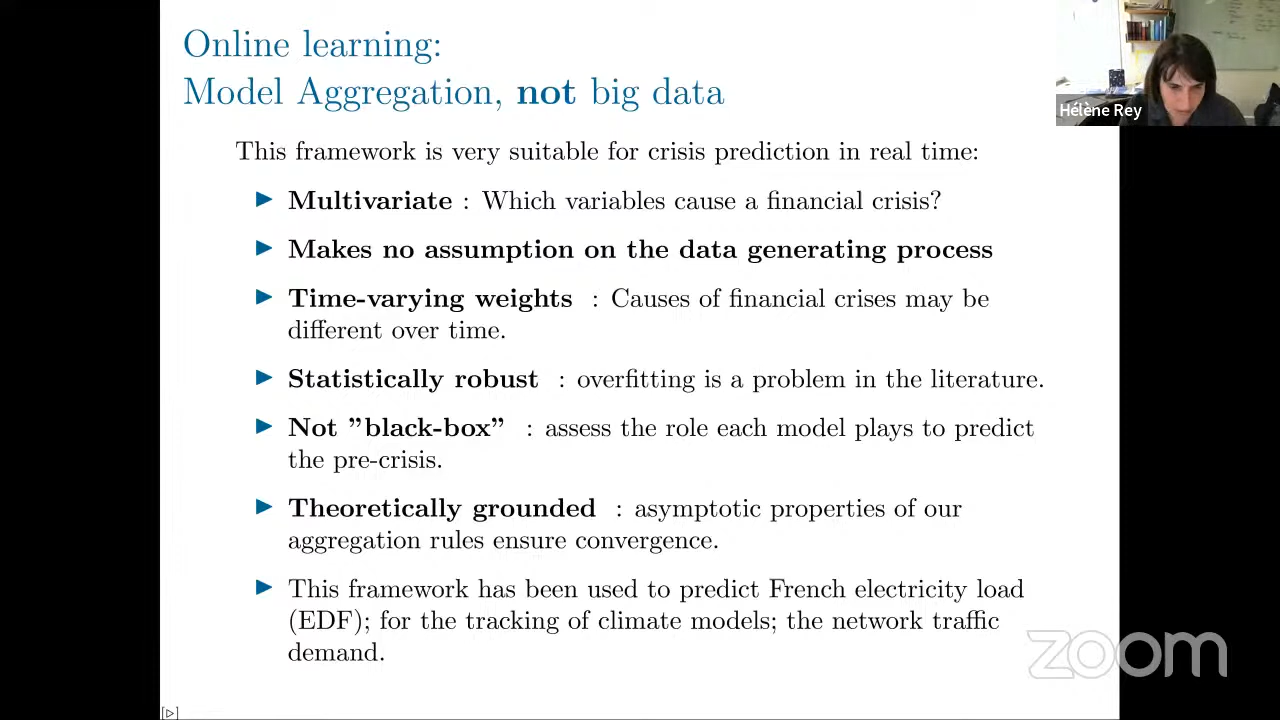 Online learning:
Model Aggregation, not big data
Hélène Rey
This framework is very suitable for crisis prediction in real time:
Multivariate : Which variables cause a financial crisis?
Makes no assumption on the data generating process
Time-varying weights : Causes of financial crises may be
different over time.
Statistically robust : overfitting is a problem in the literature.
Not ”black-box” : assess the role each model plays to predict
the pre-crisis.
Theoretically grounded : asymptotic properties of our
aggregation rules ensure convergence.
This framework has been used to predict French electricity load
(EDF); for the tracking of climate models; the network traffic
demand.
zoom